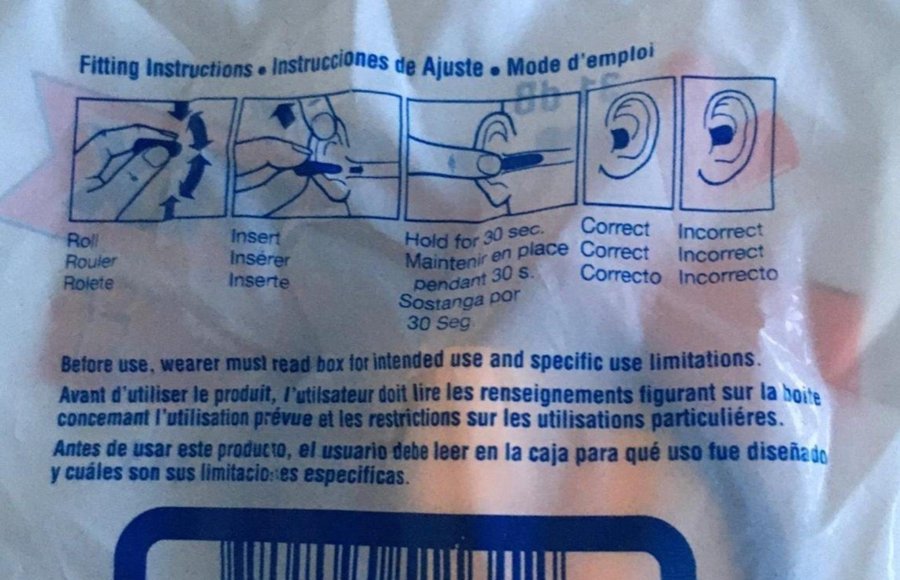 Fitting Instructions • Instrucciones de Ajuste • Mode d'emploi
Roll
Rouler
Rolete
Insert
Insérer
Inserte
Hold for 30 sec.
Maintenir en place
pendant 30 s.
Sostanga por
30 Seg
Correct
Correct
Correcto
Incorrect
Incorrect
Incorrecto
Before use, wearer must read box for intended use and specific use limitations.
Avant d'utiliser le produit, l'utilsateur doit lire les renseignements figurant sur la boite
concemant l'utilisation prévue et les restrictions sur les utilisations particuliéres.
Antes de usar este producto, el usuario debe leer en la caja para qué uso fue diseñado
y cuáles son sus limitaciones especificas.